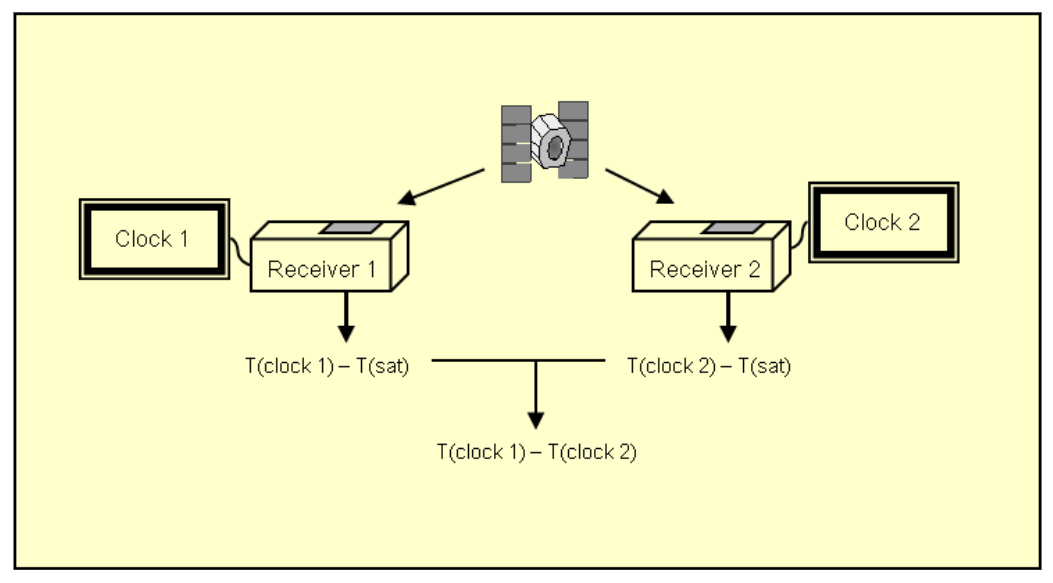 Clock 1
Clock 2
Receiver 1
Receiver 2
T(clock 1) – T(sat)
T(clock 2) – T(sat)
T(clock 1) – T(clock 2)